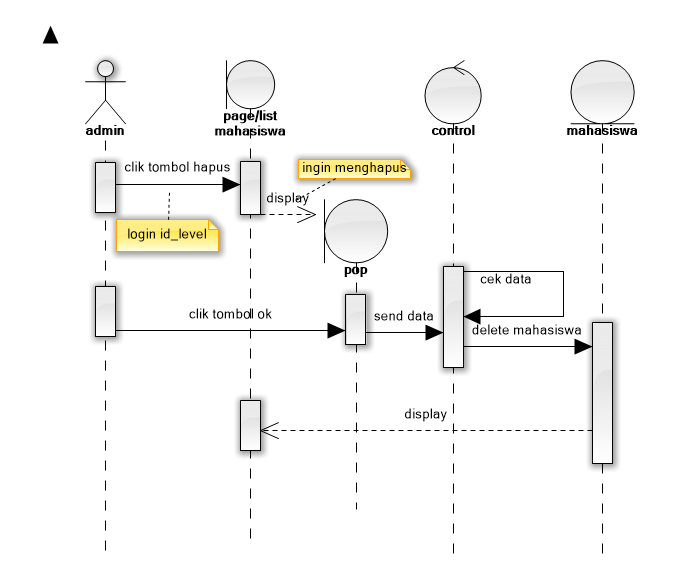 page/list
mahasiswa
admin
control
mahasiswa
clik tombol hapus
ingin menghapus
display
login id_level
pop
cek data
clik tombol ok
send data
delete mahasiswa
display